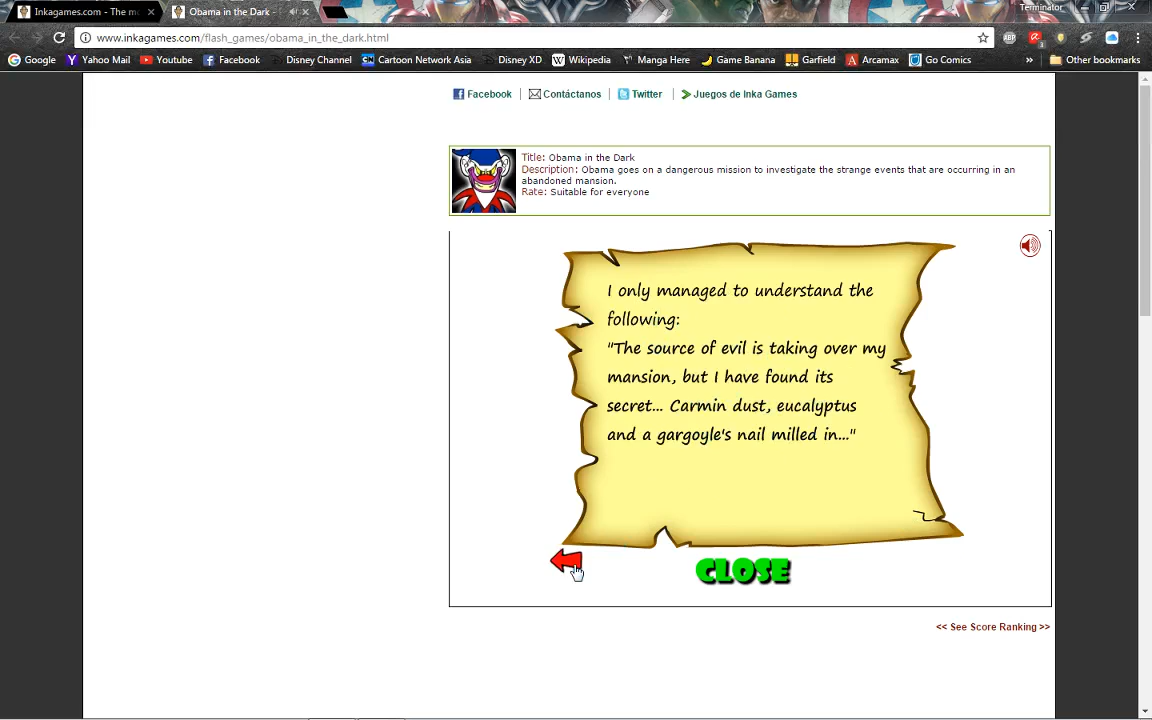 Inkagames.com - The m
Obama in the Dark -
Terminator
www.inkagames.com/flash_games/obama_in_the_dark.html
Google
Yahoo Mail
Youtube
Facebook
Disney Channel
Cartoon Network Asia
Disney XD
Wikipedia
Manga Here
Game Banana
Garfield
Arcamax
Go Comics
»
Other bookmarks
Facebook
Contáctanos
Twitter
Juegos de Inka Games
Title: Obama in the Dark
Description: Obama goes on a dangerous mission to investigate the strange events that are occurring in an
abandoned mansion.
Rate: Suitable for everyone
I only managed to understand the
following:
"The source of evil is taking over my
mansion, but I have found its
secret... Carmin dust, eucalyptus
and a gargoyle's nail milled in..."
CLOSE
<< See Score Ranking >>